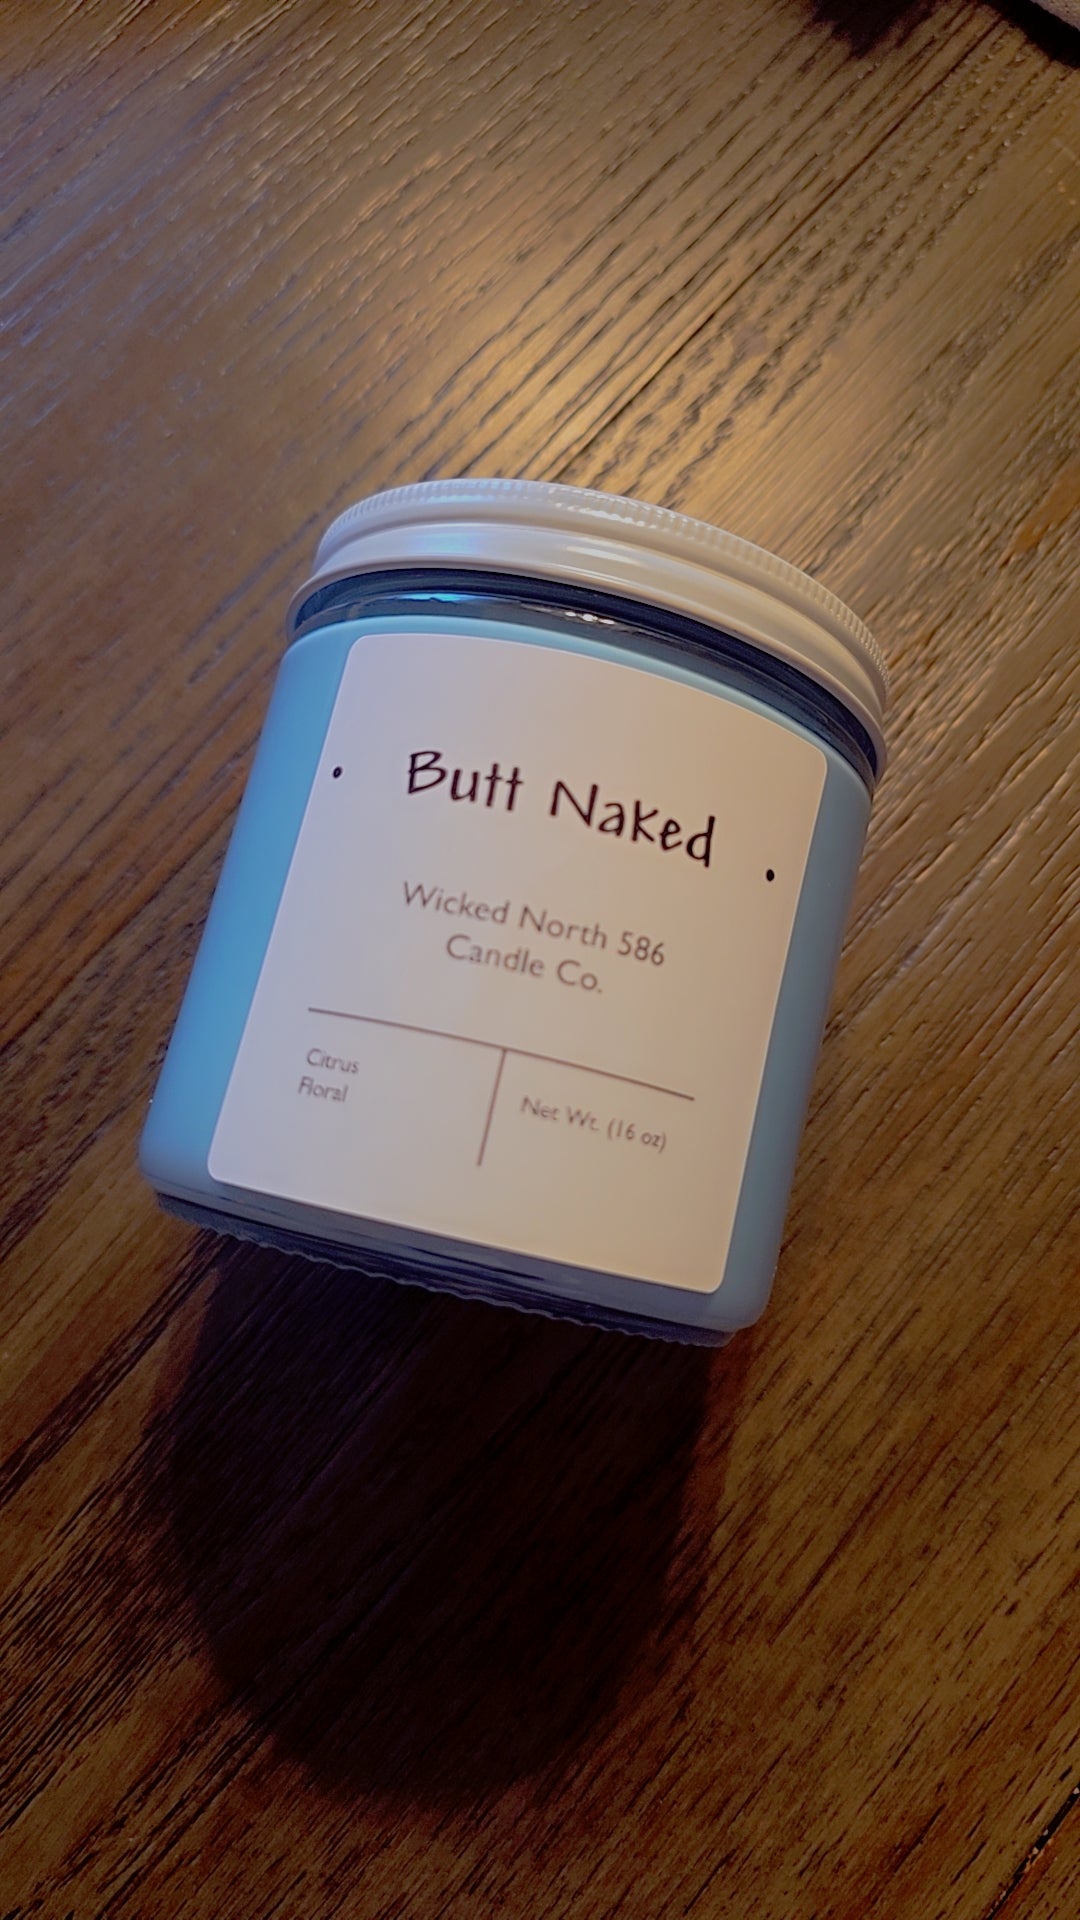 Butt Naked
Wicked North 586
Candle Co.
Citrus
Floral
Net Wt. (16 oz)